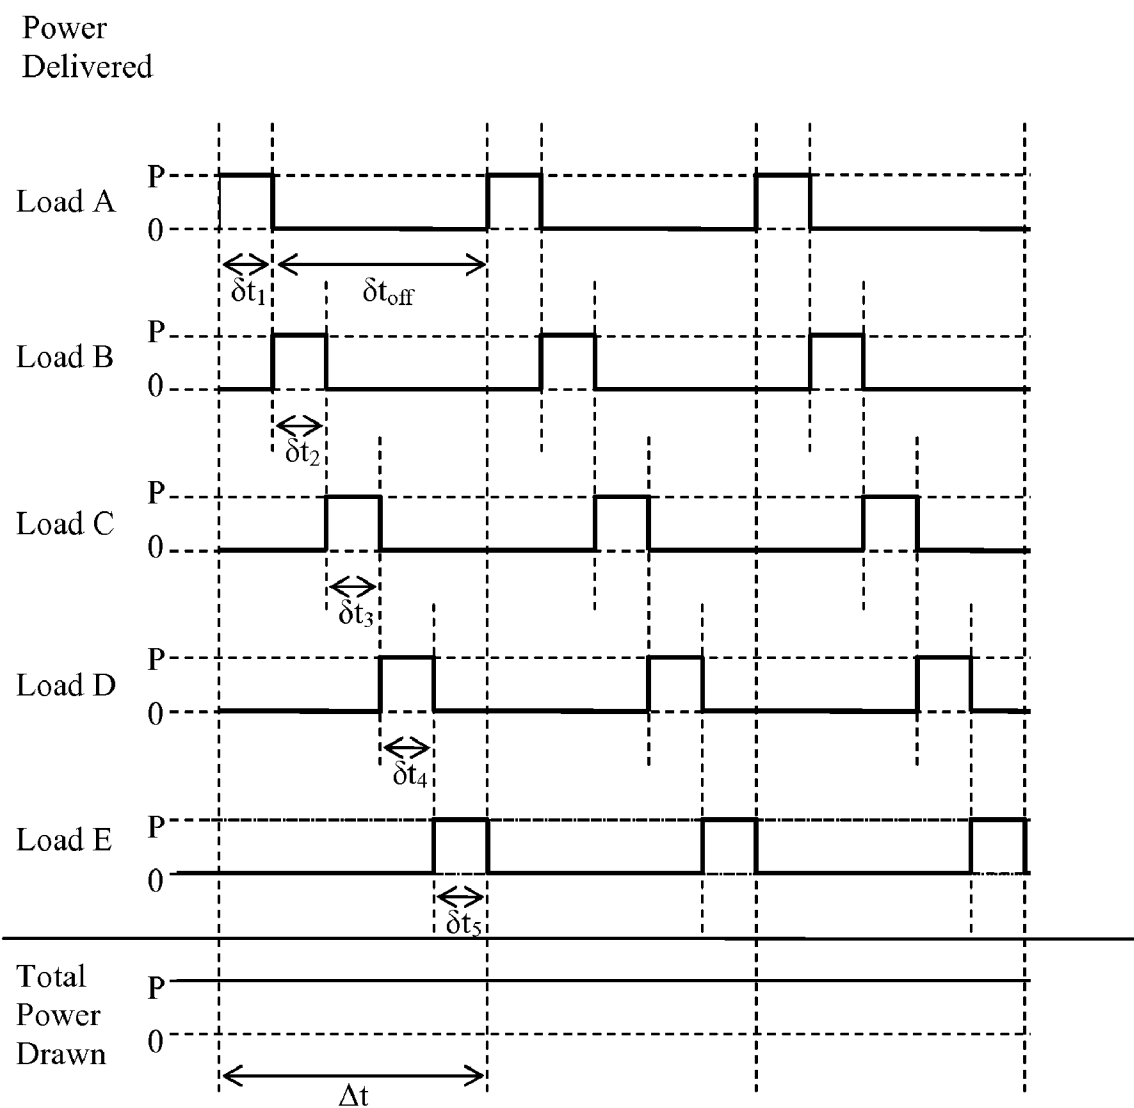 Power
Delivered
P
Load A
0
δt₁ δt_off
P
Load B
0
δt₂
P
Load C
0
δt₃
P
Load D
0
δt₄
P
Load E
0
δt₅
Total
P
Power
0
Drawn
Δt